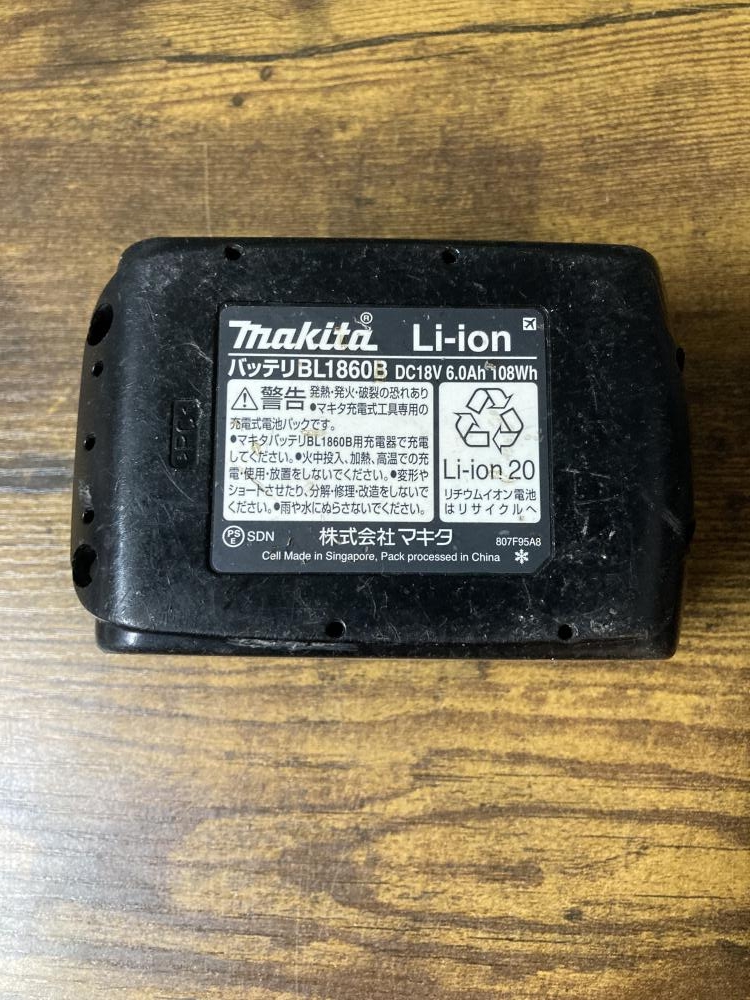 makita® Li-ion
バッテリBL1860B DC18V 6.0Ah 108Wh
警告 発熱・発火・破裂の恐れあり
●マキタ充電式工具専用の
充電式電池パックです。
●マキタバッテリBL1860B用充電器で充電
してください。●火中投入、加熱、高温での充
電・使用・放置をしないでください。●変形や
ショートさせたり、分解・修理・改造をしないで
ください。●雨や水にぬらさないでください。
Li-ion 20
リチウムイオン電池
はリサイクルへ
PSE SDN 株式会社マキタ 807F95A8
Cell Made in Singapore, Pack processed in China